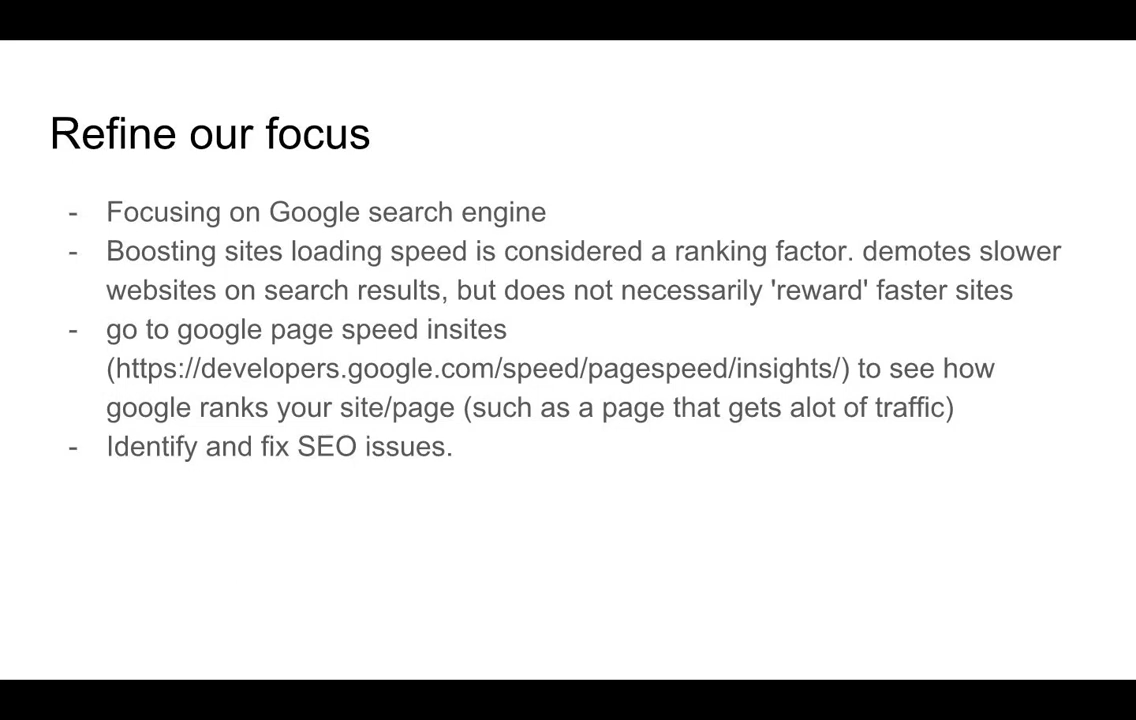 Refine our focus
- Focusing on Google search engine
- Boosting sites loading speed is considered a ranking factor. demotes slower
websites on search results, but does not necessarily 'reward' faster sites
- go to google page speed insites
(https://developers.google.com/speed/pagespeed/insights/) to see how
google ranks your site/page (such as a page that gets alot of traffic)
- Identify and fix SEO issues.